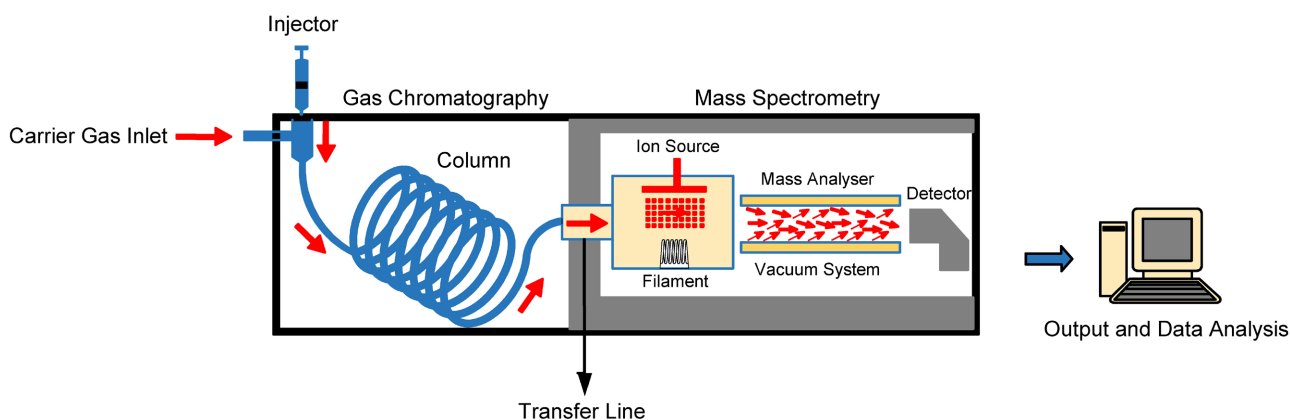 Injector
Gas Chromatography
Mass Spectrometry
Carrier Gas Inlet
Column
Ion Source
Mass Analyser
Detector
Filament
Vacuum System
Output and Data Analysis
Transfer Line